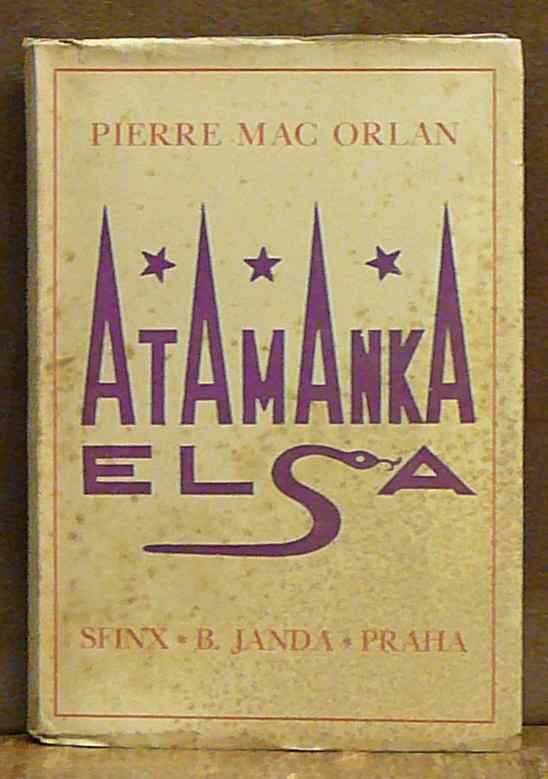 PIERRE MAC ORLAN
ATAMANKA
ELSA
SFINX * B. JANDA * PRAHA